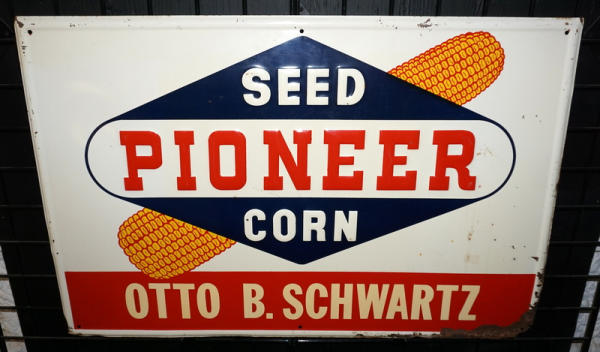 SEED
PIONEER
CORN
OTTO B. SCHWARTZ